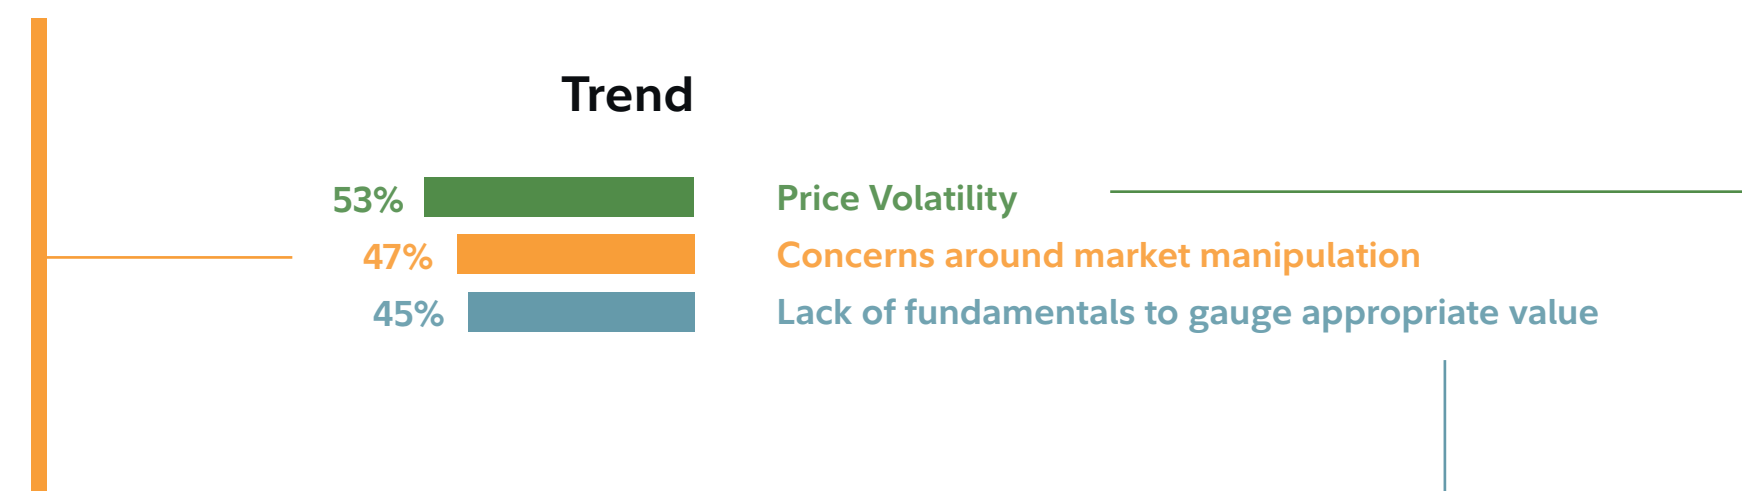 Trend
53% Price Volatility
47% Concerns around market manipulation
45% Lack of fundamentals to gauge appropriate value